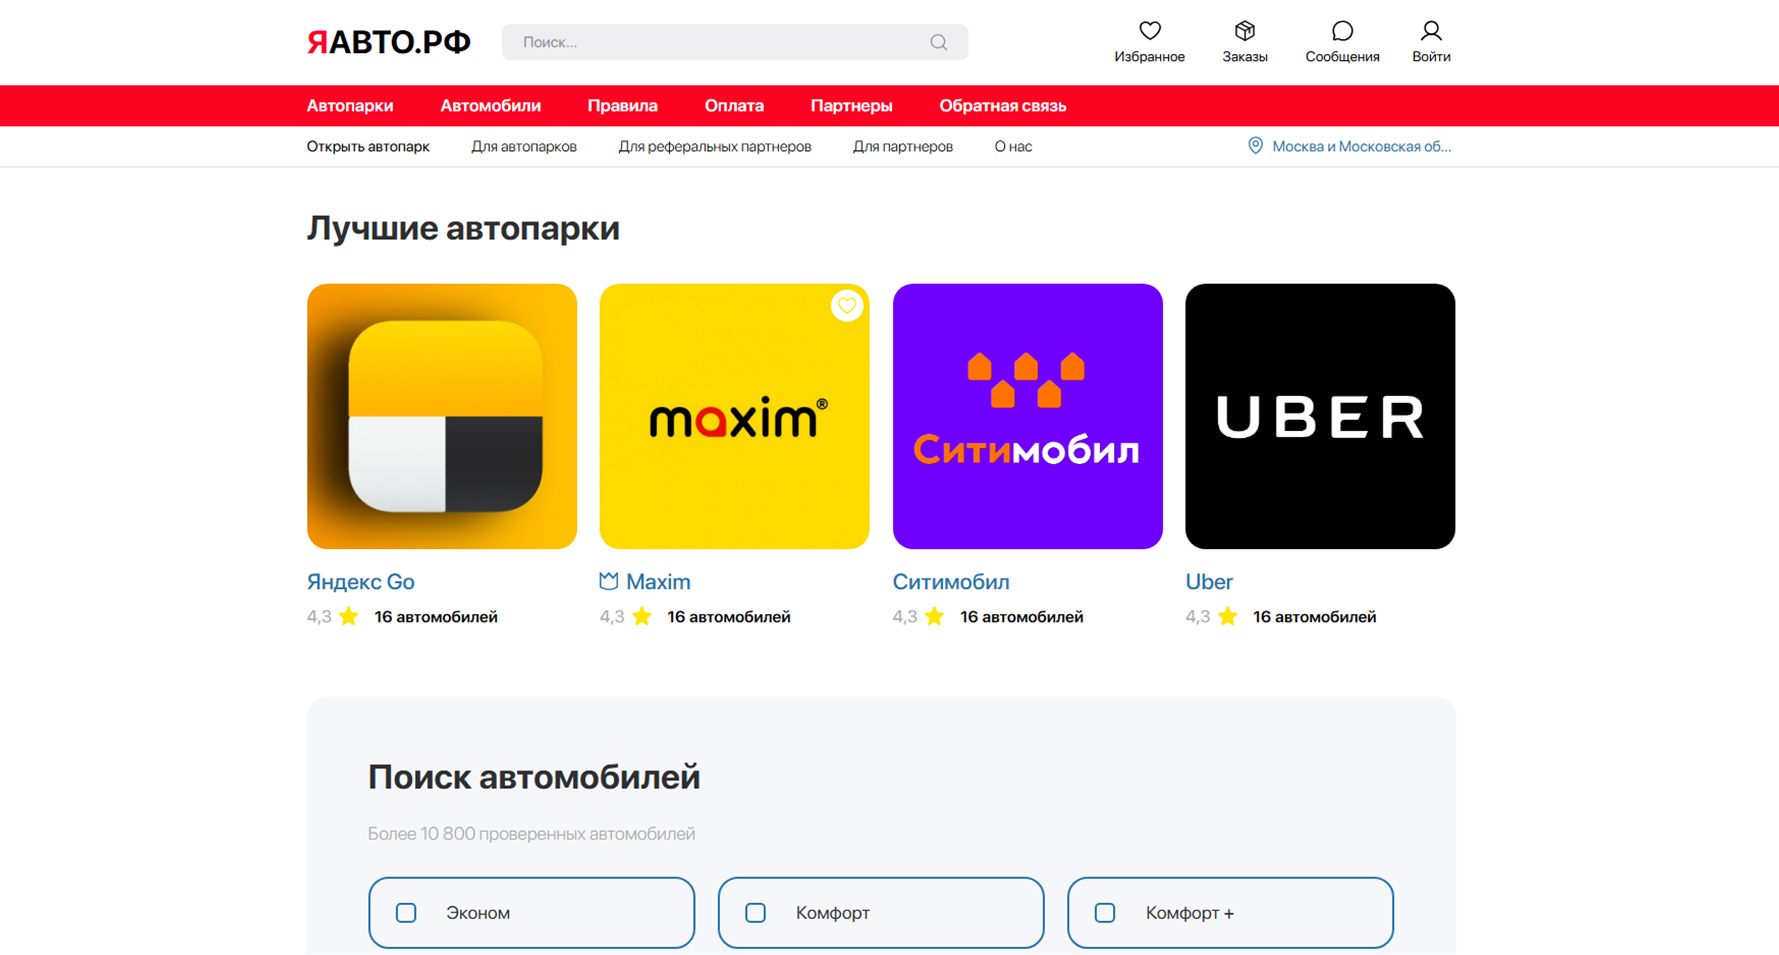 ЯАВТО.РФ
Поиск...
Избранное
Заказы
Сообщения
Войти
Автопарки
Автомобили
Правила
Оплата
Партнеры
Обратная связь
Открыть автопарк
Для автопарков
Для реферальных партнеров
Для партнеров
О нас
Москва и Московская об...
Лучшие автопарки
maxim®
Ситимобил
UBER
Яндекс Go
Maxim
Ситимобил
Uber
4,3 16 автомобилей
4,3 16 автомобилей
4,3 16 автомобилей
4,3 16 автомобилей
Поиск автомобилей
Более 10 800 проверенных автомобилей
Эконом
Комфорт
Комфорт +